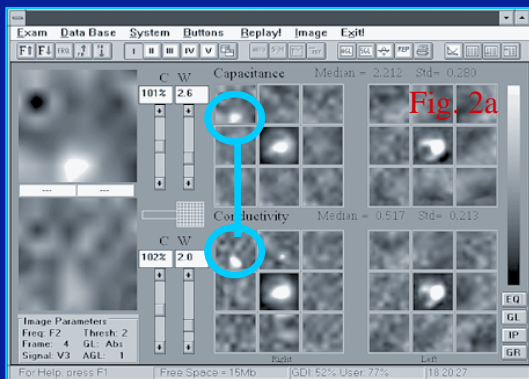 Exam Data Base System Buttons Replay! Image Exit!
I II III IV V
C W Capacitance Median = 2.212 Std= 0.280
101% 2.6
Fig. 2a
--- ---
C W Conductivity Median = 0.517 Std= 0.213
102% 2.0
Image Parameters
Freq: F2 Thresh: 2
Frame: 4 GL: Abs
Signal: V3 AGL: 1
EQ
GL
IP
GR
Right Left
For Help, press F1 Free Space = 15Mb GDI: 52% User: 77% 18:20:27